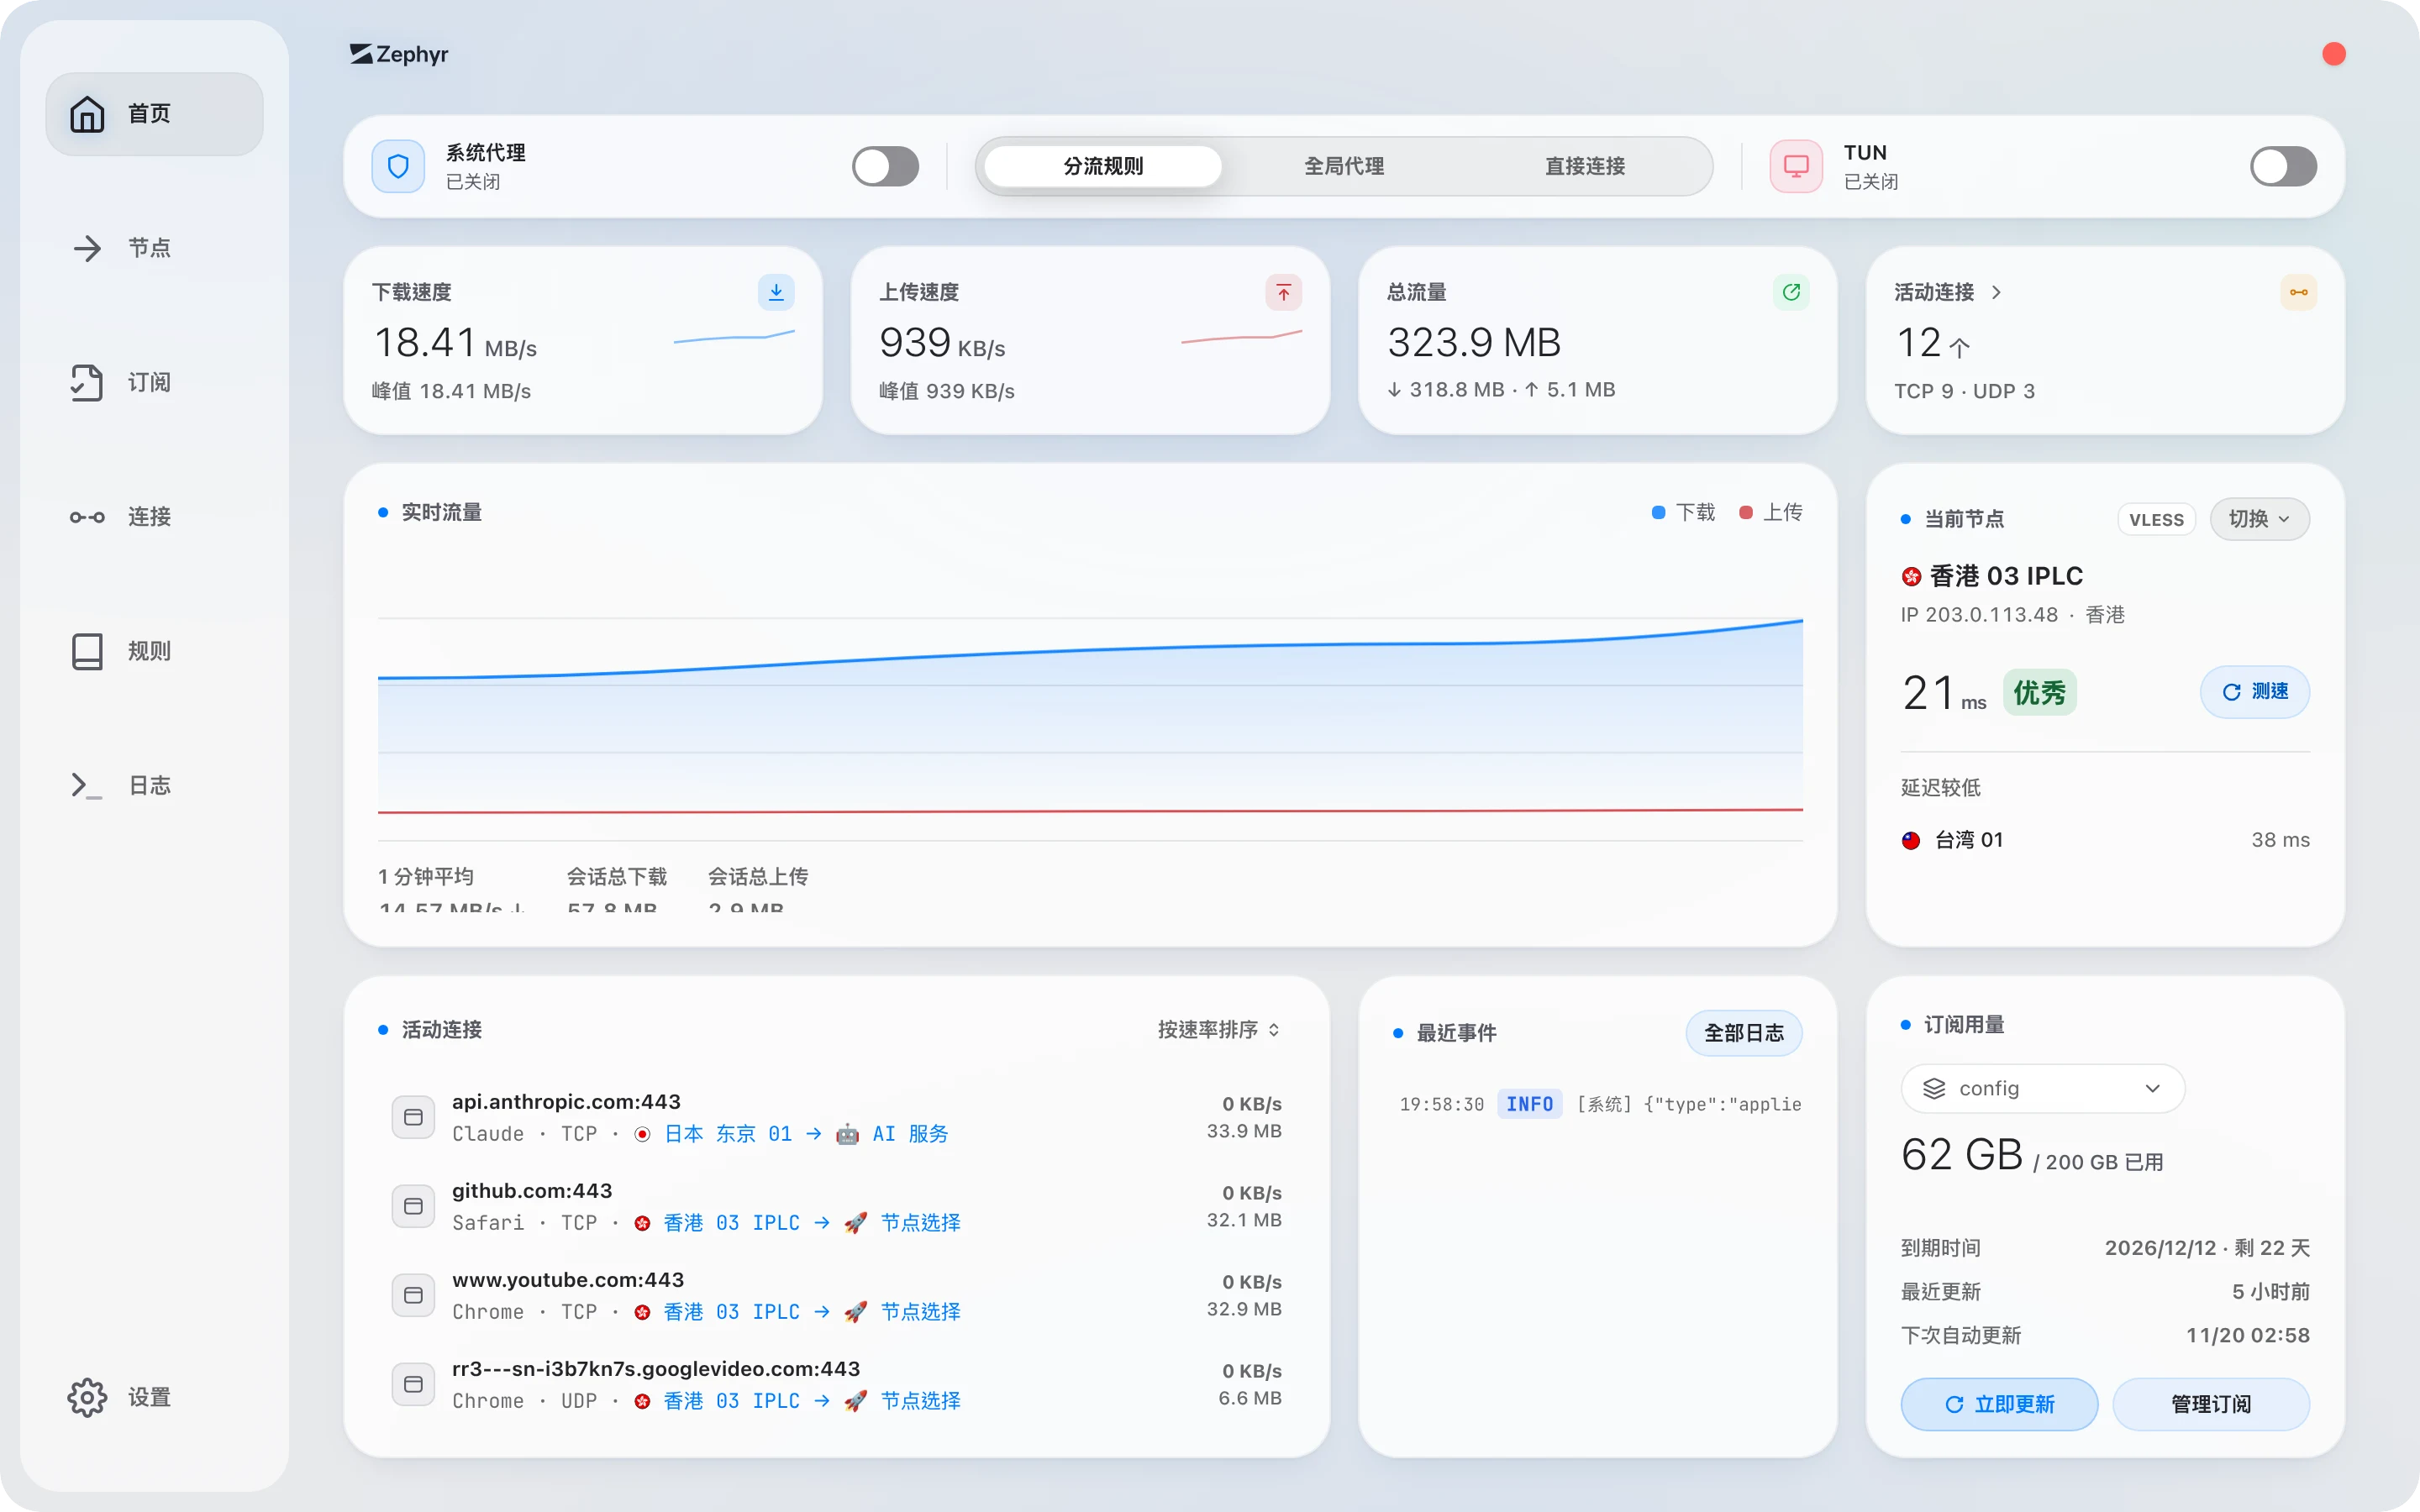 Zephyr
首页
节点
订阅
连接
规则
日志
设置
系统代理
已关闭
分流规则
全局代理
直接连接
TUN
已关闭
下载速度
18.41 MB/s
峰值 18.41 MB/s
上传速度
939 KB/s
峰值 939 KB/s
总流量
323.9 MB
↓ 318.8 MB · ↑ 5.1 MB
活动连接
12 个
TCP 9 · UDP 3
实时流量
下载
上传
1 分钟平均
14.57 MB/s ↓
会话总下载
57.8 MB
会话总上传
2.9 MB
当前节点
VLESS
切换
香港 03 IPLC
IP 203.0.113.48 · 香港
21 ms 优秀
测速
延迟较低
台湾 01
38 ms
活动连接
按速率排序
api.anthropic.com:443
0 KB/s
Claude · TCP · 🇯🇵 日本 东京 01 → 🤖 AI 服务
33.9 MB
github.com:443
0 KB/s
Safari · TCP · 🇭🇰 香港 03 IPLC → 🚀 节点选择
32.1 MB
www.youtube.com:443
0 KB/s
Chrome · TCP · 🇭🇰 香港 03 IPLC → 🚀 节点选择
32.9 MB
rr3---sn-i3b7kn7s.googlevideo.com:443
0 KB/s
Chrome · UDP · 🇭🇰 香港 03 IPLC → 🚀 节点选择
6.6 MB
最近事件
全部日志
19:58:30 INFO [系统] {"type":"applie
订阅用量
config
62 GB / 200 GB 已用
到期时间
2026/12/12 · 剩 22 天
最近更新
5 小时前
下次自动更新
11/20 02:58
立即更新
管理订阅